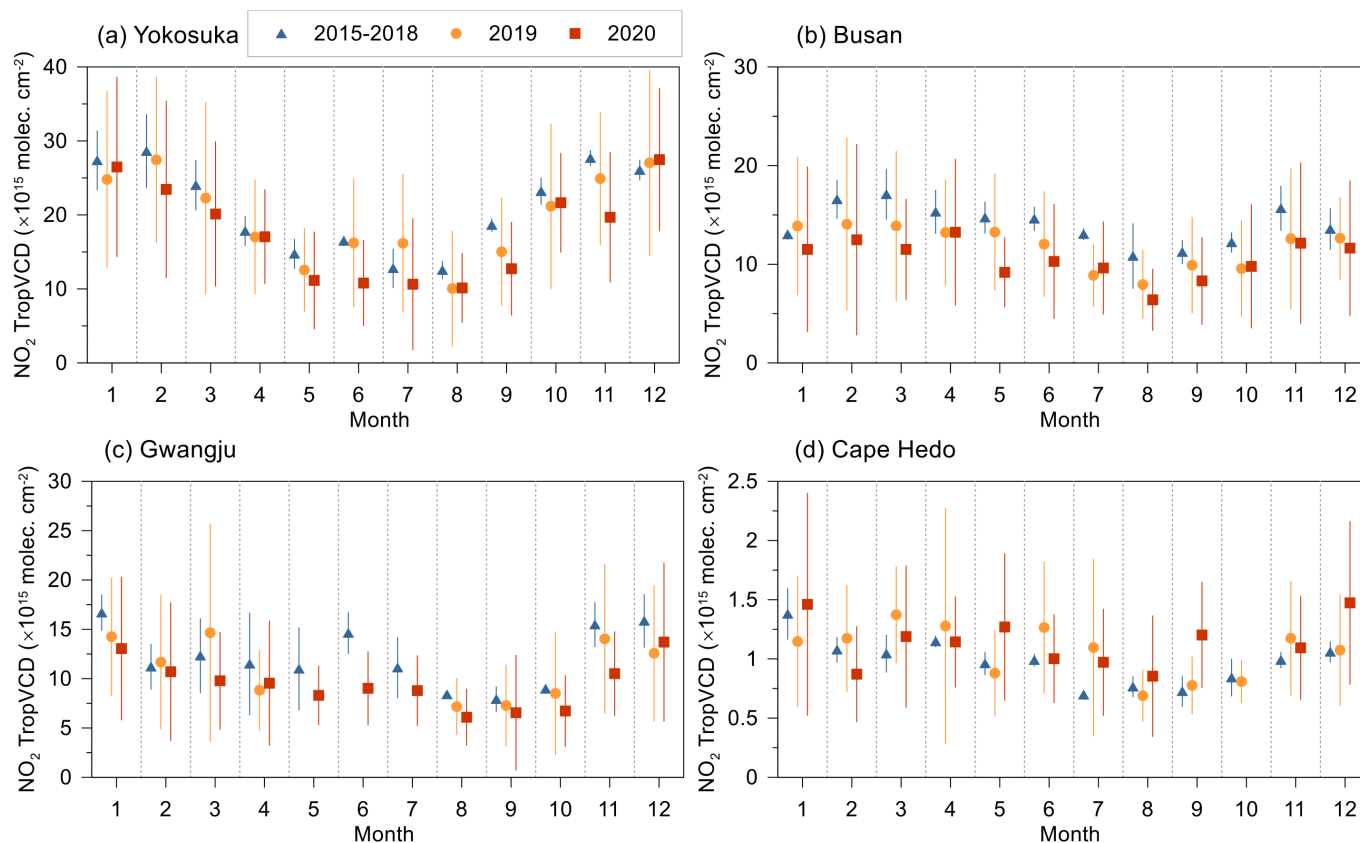 (a) Yokosuka
2015-2018 2019 2020
(b) Busan
NO₂ TropVCD (×10¹⁵ molec. cm⁻²)
40
30
20
10
0
1 2 3 4 5 6 7 8 9 10 11 12
Month
NO₂ TropVCD (×10¹⁵ molec. cm⁻²)
30
20
10
0
1 2 3 4 5 6 7 8 9 10 11 12
Month
(c) Gwangju
NO₂ TropVCD (×10¹⁵ molec. cm⁻²)
30
25
20
15
10
5
0
1 2 3 4 5 6 7 8 9 10 11 12
Month
(d) Cape Hedo
NO₂ TropVCD (×10¹⁵ molec. cm⁻²)
2.5
2
1.5
1
0.5
0
1 2 3 4 5 6 7 8 9 10 11 12
Month